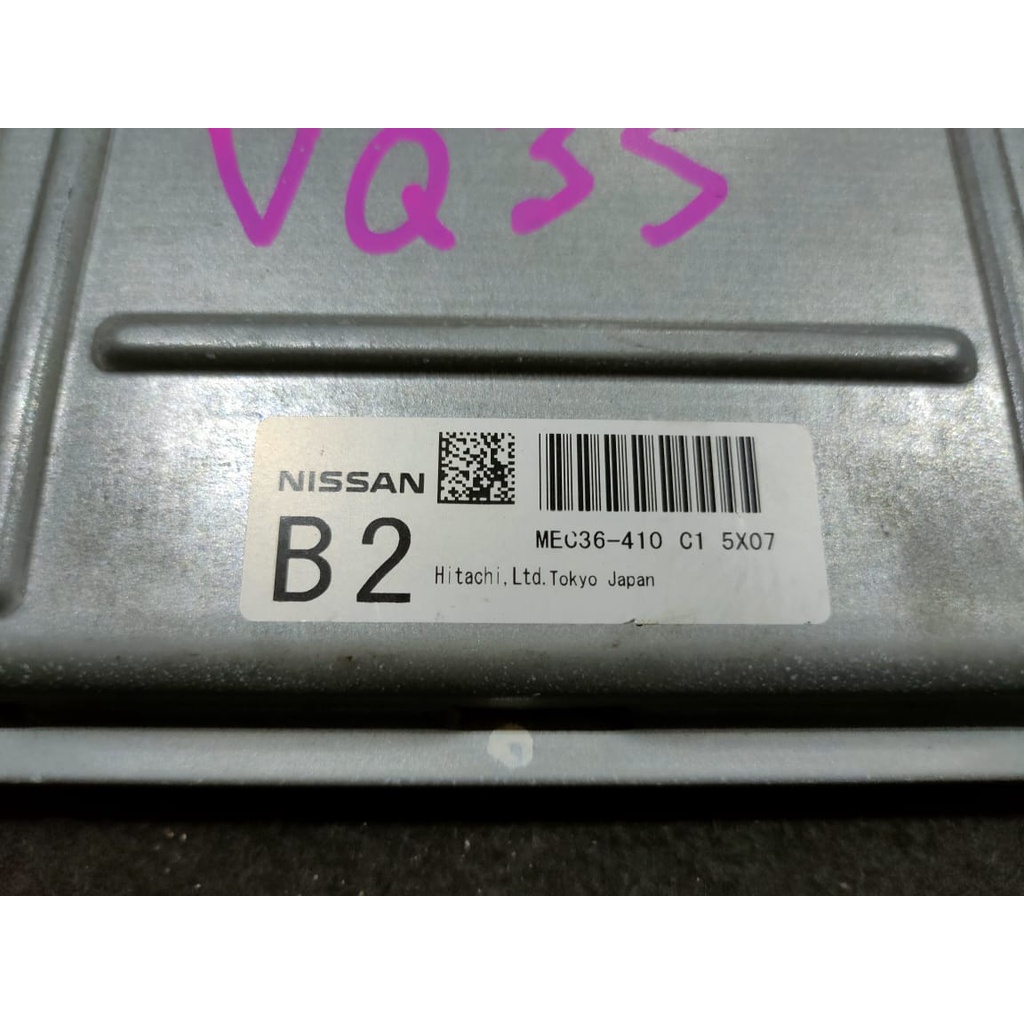 VQ35
NISSAN
B2
MEC36-410 C1 5X07
Hitachi,Ltd.Tokyo Japan